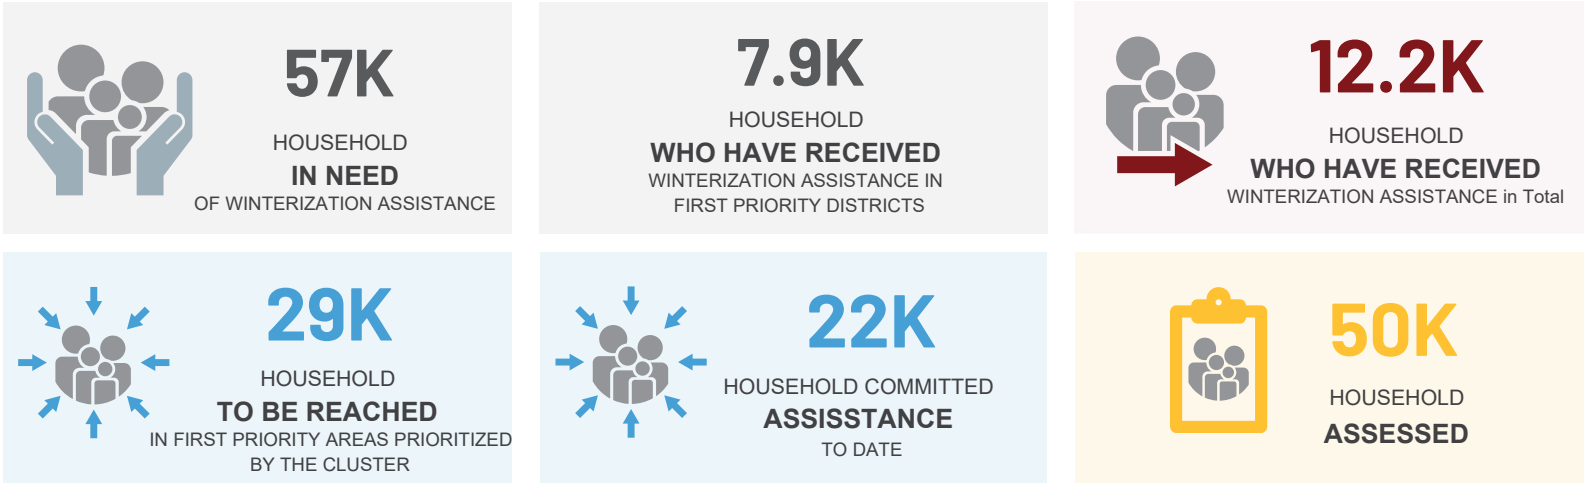 57K
HOUSEHOLD
IN NEED
OF WINTERIZATION ASSISTANCE
7.9K
HOUSEHOLD
WHO HAVE RECEIVED
WINTERIZATION ASSISTANCE IN
FIRST PRIORITY DISTRICTS
12.2K
HOUSEHOLD
WHO HAVE RECEIVED
WINTERIZATION ASSISTANCE in Total
29K
HOUSEHOLD
TO BE REACHED
IN FIRST PRIORITY AREAS PRIORITIZED
BY THE CLUSTER
22K
HOUSEHOLD COMMITTED
ASSISSTANCE
TO DATE
50K
HOUSEHOLD
ASSESSED